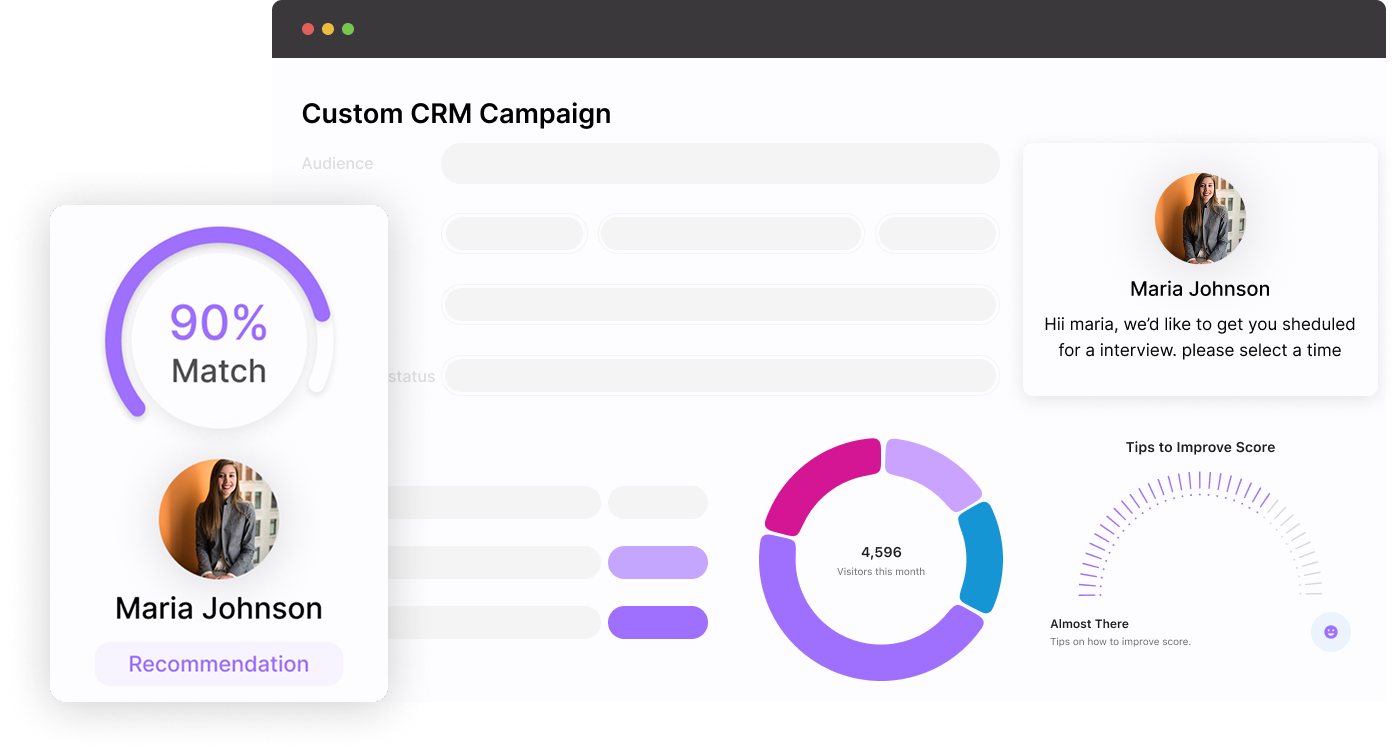 Custom CRM Campaign
Audience
status
90%
Match
Maria Johnson
Recommendation
Maria Johnson
Hii maria, we’d like to get you sheduled
for a interview. please select a time
4,596
Visitors this month
Tips to Improve Score
Almost There
Tips on how to improve score.